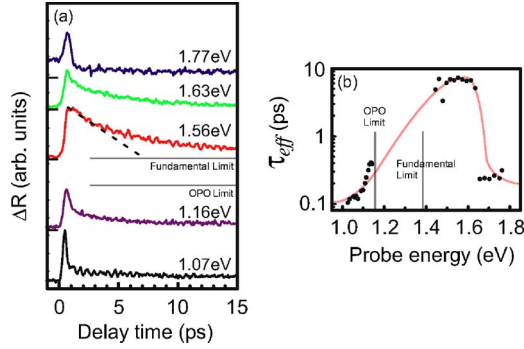 (a)
1.77eV
1.63eV
1.56eV
Fundamental Limit
OPO Limit
1.16eV
1.07eV
ΔR (arb. units)
0 5 10 15
Delay time (ps)
(b)
10
1
0.1
τeff (ps)
OPO
Limit
Fundamental
Limit
1.0 1.2 1.4 1.6 1.8
Probe energy (eV)